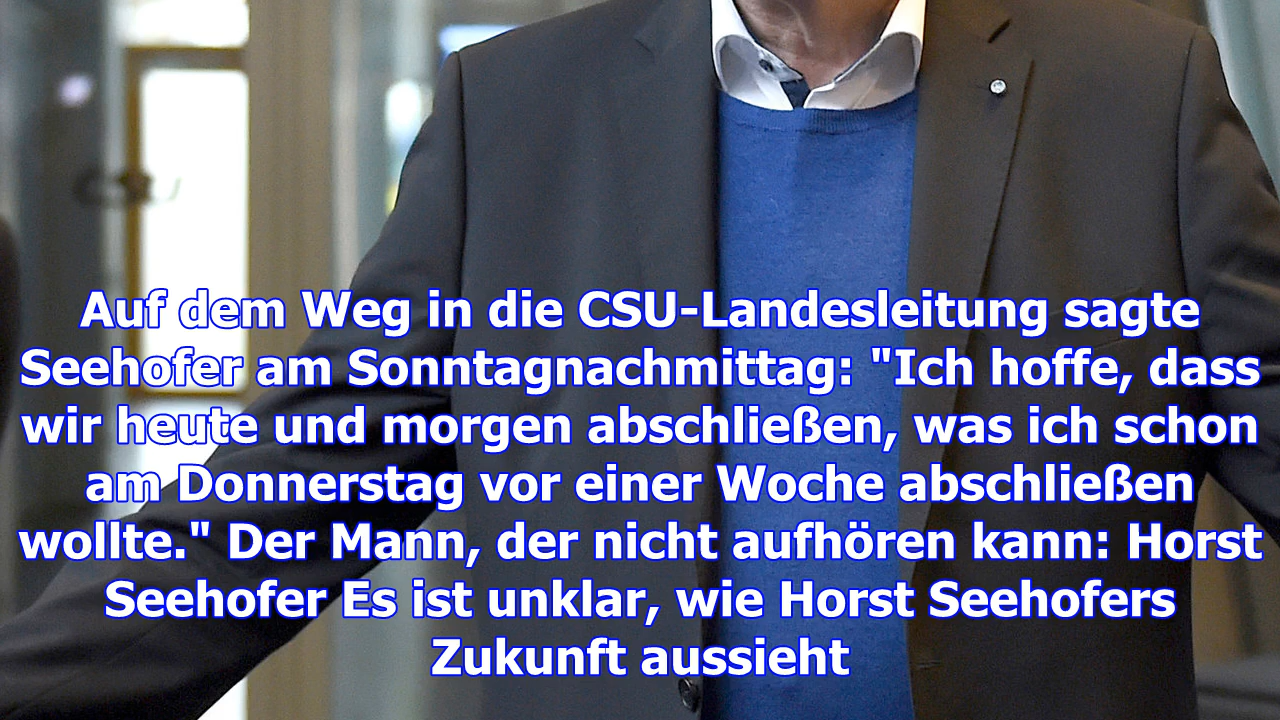 Auf dem Weg in die CSU-Landesleitung sagte
Seehofer am Sonntagnachmittag: "Ich hoffe, dass
wir heute und morgen abschließen, was ich schon
am Donnerstag vor einer Woche abschließen
wollte." Der Mann, der nicht aufhören kann: Horst
Seehofer Es ist unklar, wie Horst Seehofers
Zukunft aussieht
CSU